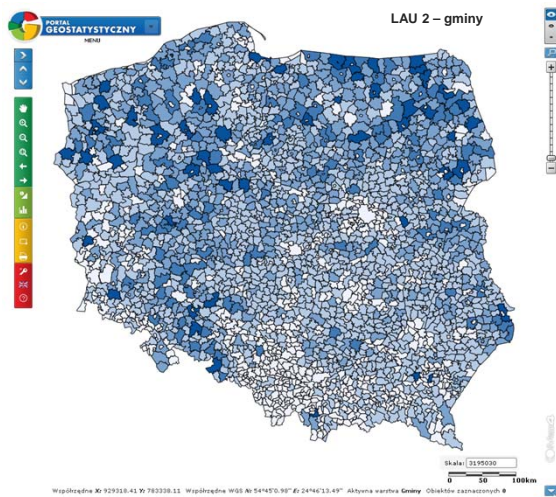 PORTAL
GEOSTATYSTYCZNY
MENU
LAU 2 – gminy
Skala: 3195030
0 50 100km
Współrzędne X: 929318.41 Y: 783338.11 Współrzędne WGS N: 54°45'0.98" E: 24°46'13.49" Aktywna warstwa Gminy Obiektów zaznaczonych 0